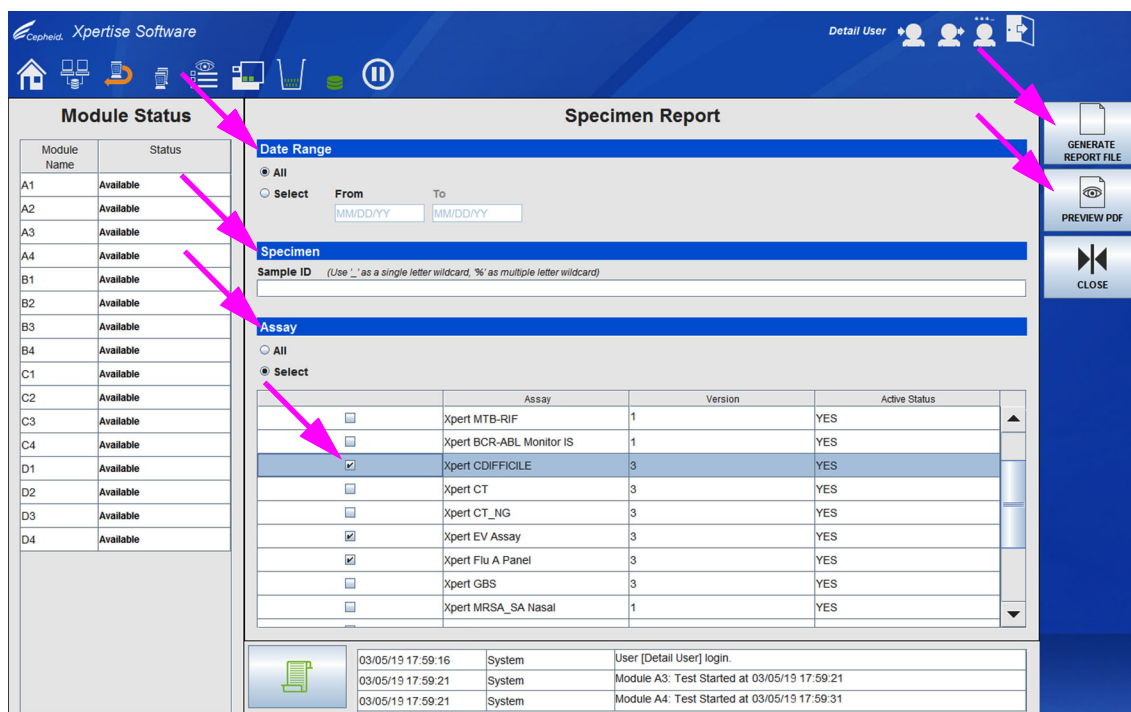 Cepheid. Xpertise Software
Detail User
Module Status
Module Name Status
A1 Available
A2 Available
A3 Available
A4 Available
B1 Available
B2 Available
B3 Available
B4 Available
C1 Available
C2 Available
C3 Available
C4 Available
D1 Available
D2 Available
D3 Available
D4 Available
Specimen Report
Date Range
All
Select From To
MM/DD/YY MM/DD/YY
Specimen
Sample ID (Use '_' as a single letter wildcard, '%' as multiple letter wildcard)
Assay
All
Select
Assay Version Active Status
Xpert MTB-RIF 1 YES
Xpert BCR-ABL Monitor IS 1 YES
Xpert CDIFFICILE 3 YES
Xpert CT 3 YES
Xpert CT_NG 3 YES
Xpert EV Assay 3 YES
Xpert Flu A Panel 3 YES
Xpert GBS 3 YES
Xpert MRSA_SA Nasal 1 YES
03/05/19 17:59:16 System User [Detail User] login.
03/05/19 17:59:21 System Module A3: Test Started at 03/05/19 17:59:21
03/05/19 17:59:21 System Module A4: Test Started at 03/05/19 17:59:31
GENERATE
REPORT FILE
PREVIEW PDF
CLOSE